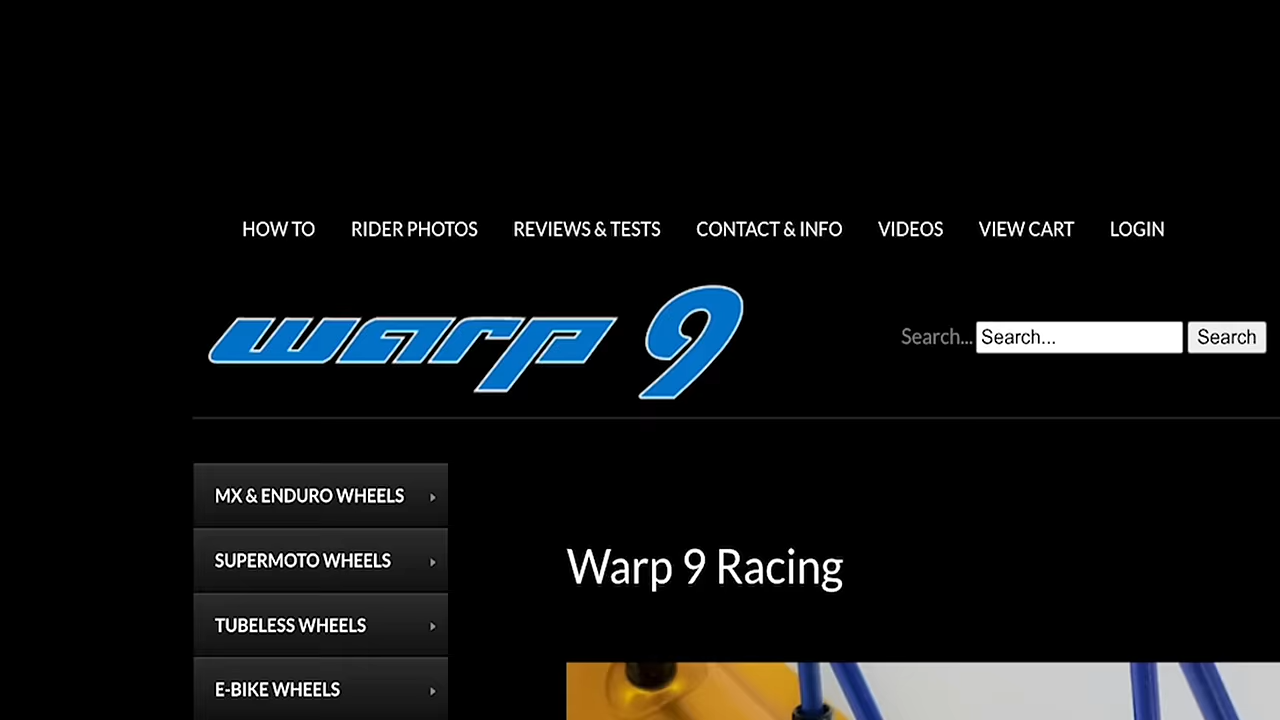 HOW TO RIDER PHOTOS REVIEWS & TESTS CONTACT & INFO VIDEOS VIEW CART LOGIN
warp 9
Search... Search... Search
MX & ENDURO WHEELS
SUPERMOTO WHEELS
TUBELESS WHEELS
E-BIKE WHEELS
Warp 9 Racing